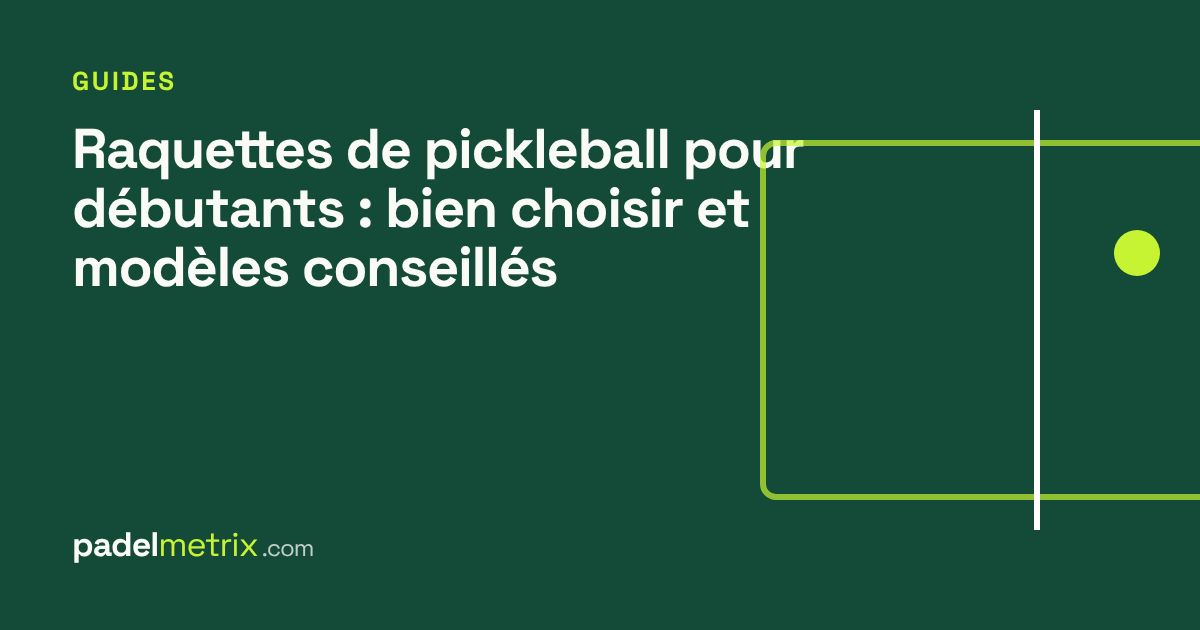 GUIDES
Raquettes de pickleball pour
débutants : bien choisir et
modèles conseillés
padelmetrix.com